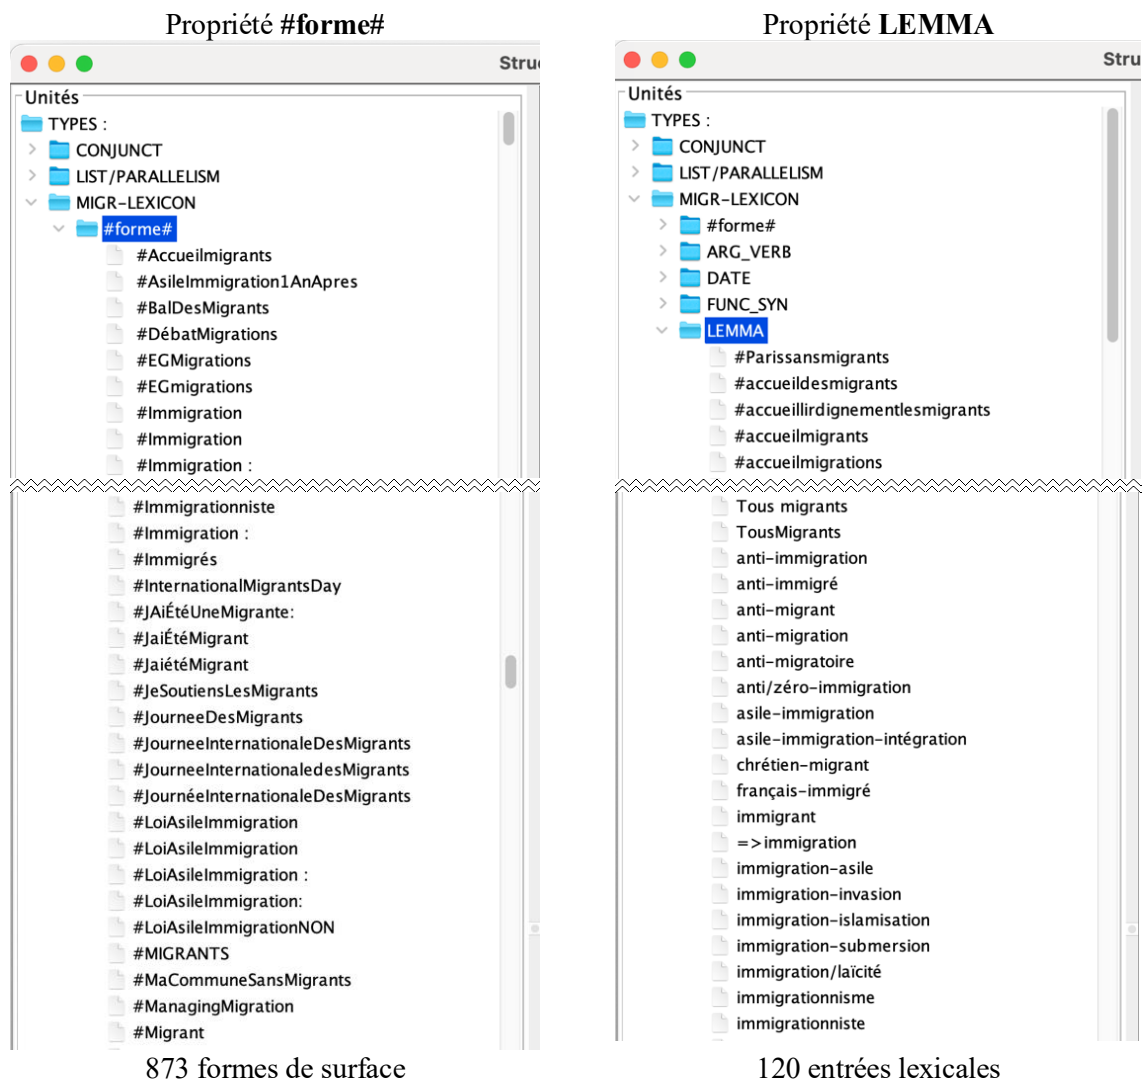 Propriété #forme#
Stru
Unités
TYPES :
CONJUNCT
LIST/PARALLELISM
MIGR-LEXICON
#forme#
#Accueilmigrants
#AsileImmigration1AnApres
#BalDesMigrants
#DébatMigrations
#EGMigrations
#EGmigrations
#Immigration
#Immigration
#Immigration :
#Immigrationniste
#Immigration :
#Immigrés
#InternationalMigrantsDay
#JAiÉtéUneMigrante:
#JaiÉtéMigrant
#JaiétéMigrant
#JeSoutiensLesMigrants
#JourneeDesMigrants
#JourneeInternationaleDesMigrants
#JourneeInternationaledesMigrants
#JournéeInternationaleDesMigrants
#LoiAsileImmigration
#LoiAsileImmigration
#LoiAsileImmigration :
#LoiAsileImmigration:
#LoiAsileImmigrationNON
#MIGRANTS
#MaCommuneSansMigrants
#ManagingMigration
#Migrant
873 formes de surface
Propriété LEMMA
Stru
Unités
TYPES :
CONJUNCT
LIST/PARALLELISM
MIGR-LEXICON
#forme#
ARG_VERB
DATE
FUNC_SYN
LEMMA
#Parissansmigrants
#accueildesmigrants
#accueillirdignementlesmigrants
#accueilmigrants
#accueilmigrations
Tous migrants
TousMigrants
anti-immigration
anti-immigré
anti-migrant
anti-migration
anti-migratoire
anti/zéro-immigration
asile-immigration
asile-immigration-intégration
chrétien-migrant
français-immigré
immigrant
=>immigration
immigration-asile
immigration-invasion
immigration-islamisation
immigration-submersion
immigration/laïcité
immigrationnisme
immigrationniste
120 entrées lexicales